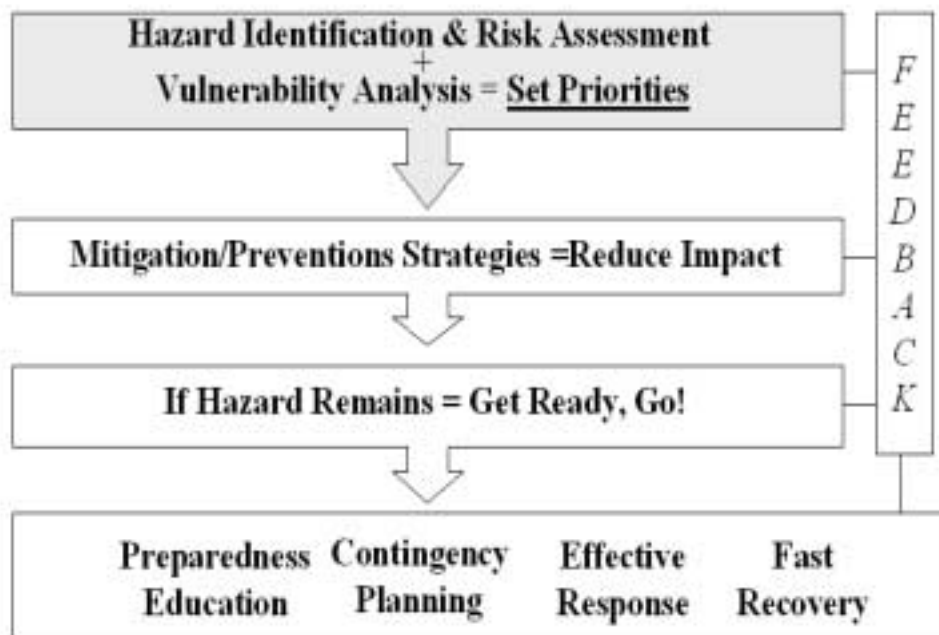 Hazard Identification & Risk Assessment
+
Vulnerability Analysis = Set Priorities
Mitigation/Preventions Strategies =Reduce Impact
If Hazard Remains = Get Ready, Go!
Preparedness Education
Contingency Planning
Effective Response
Fast Recovery
FEEDBACK